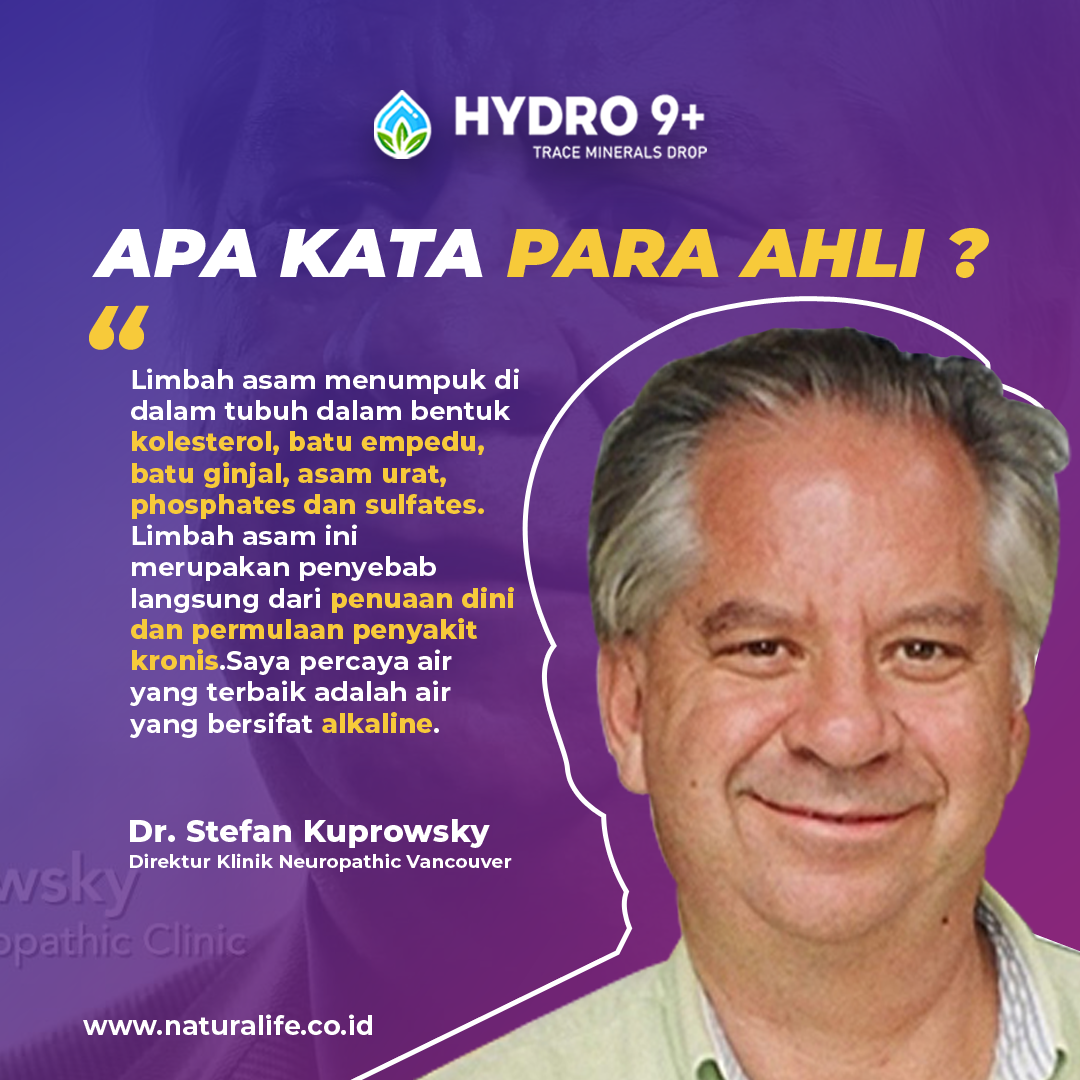 HYDRO 9+
TRACE MINERALS DROP
APA KATA PARA AHLI ?
“
Limbah asam menumpuk di
dalam tubuh dalam bentuk
kolesterol, batu empedu,
batu ginjal, asam urat,
phosphates dan sulfates.
Limbah asam ini
merupakan penyebab
langsung dari penuaan dini
dan permulaan penyakit
kronis.Saya percaya air
yang terbaik adalah air
yang bersifat alkaline.
Dr. Stefan Kuprowsky
Direktur Klinik Neuropathic Vancouver
wsky
opathic Clinic
www.naturalife.co.id